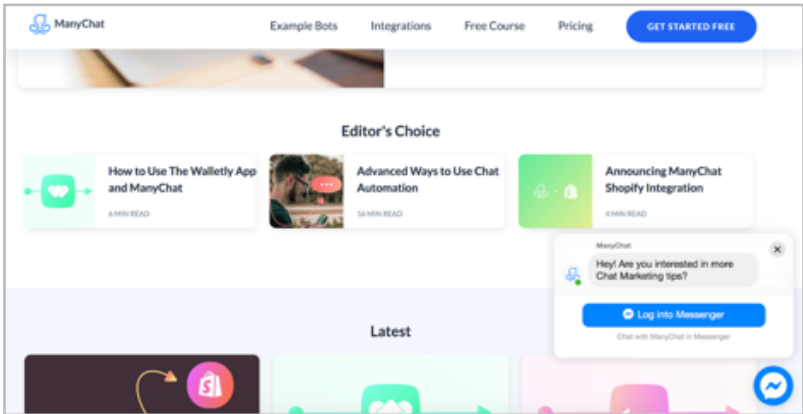 ManyChat
Example Bots
Integrations
Free Course
Pricing
GET STARTED FREE
Editor's Choice
How to Use The Walletly App
and ManyChat
6 MIN READ
Advanced Ways to Use Chat
Automation
16 MIN READ
Announcing ManyChat
Shopify Integration
4 MIN READ
ManyChat
Hey! Are you interested in more
Chat Marketing tips?
Log into Messenger
Chat with ManyChat in Messenger
Latest